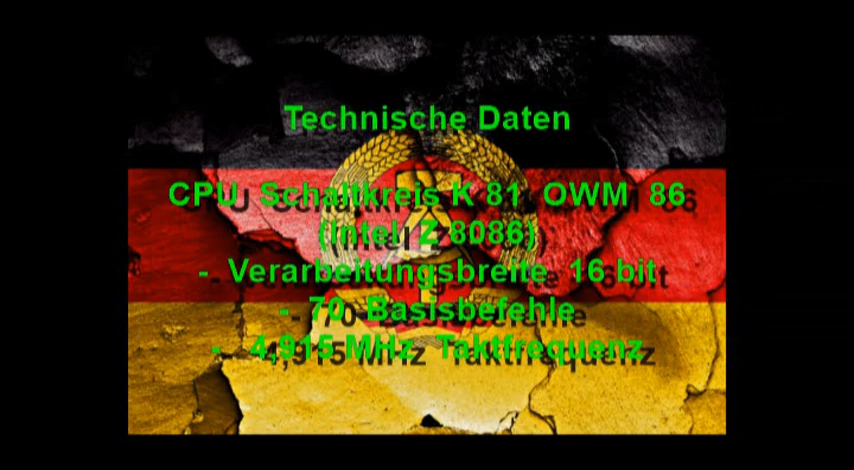 Technische Daten
CPU Schaltkreis K 81 OWM 86
(Intel Z 8086)
- Verarbeitungsbreite 16 bit
- 70 Basisbefehle
- 4,915 MHz Taktfrequenz